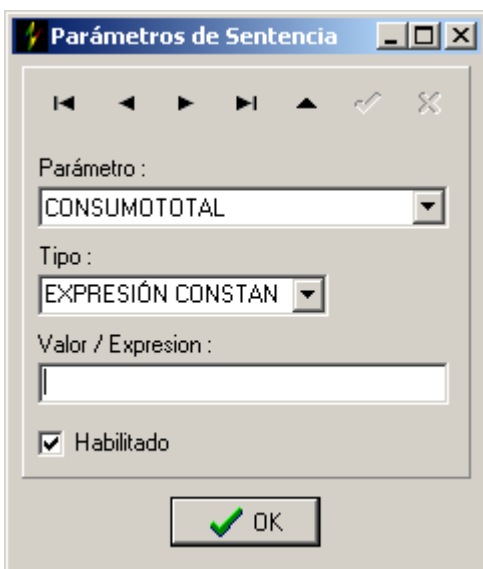 Parámetros de Sentencia
Parámetro :
CONSUMOTOTAL
Tipo :
EXPRESIÓN CONSTAN
Valor / Expresion :
Habilitado
OK